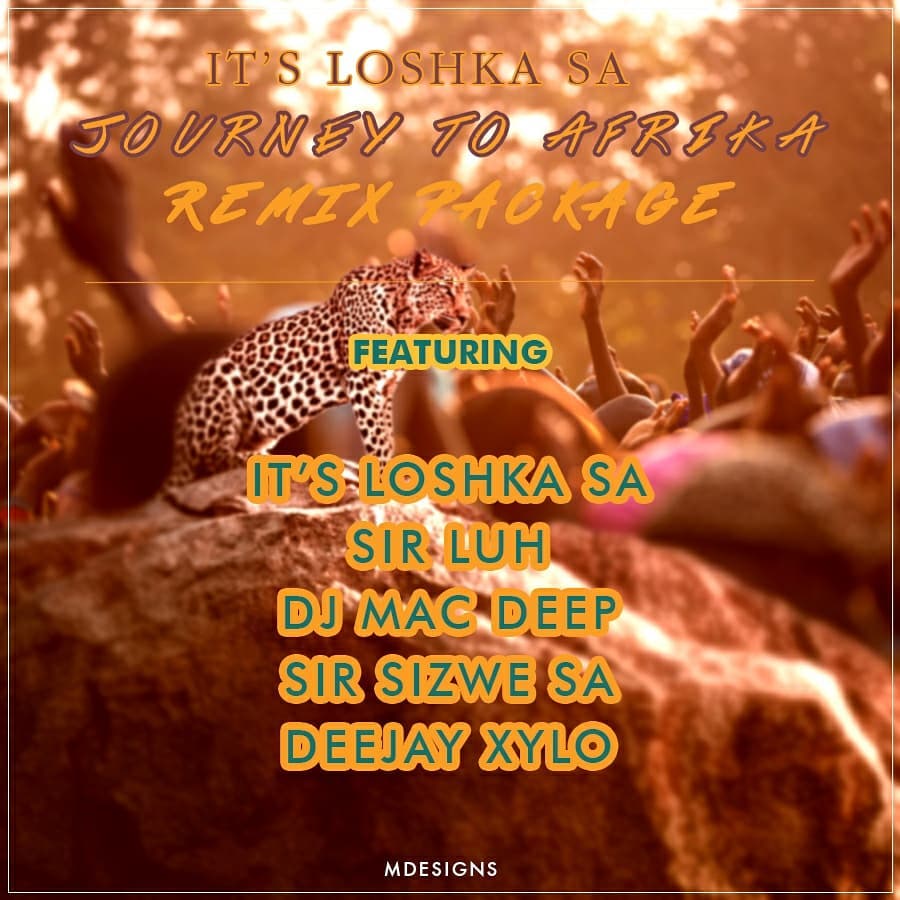 IT'S LOSHKA SA
JOURNEY TO AFRIKA
REMIX PACKAGE
FEATURING
IT'S LOSHKA SA
SIR LUH
DJ MAC DEEP
SIR SIZWE SA
DEEJAY XYLO
MDESIGNS